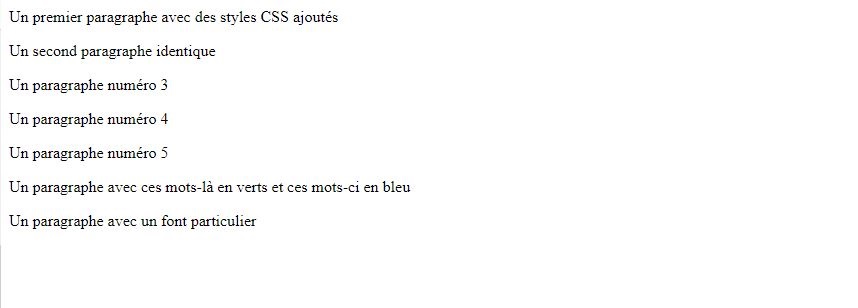 Un premier paragraphe avec des styles CSS ajoutés
Un second paragraphe identique
Un paragraphe numéro 3
Un paragraphe numéro 4
Un paragraphe numéro 5
Un paragraphe avec ces mots-là en verts et ces mots-ci en bleu
Un paragraphe avec un font particulier